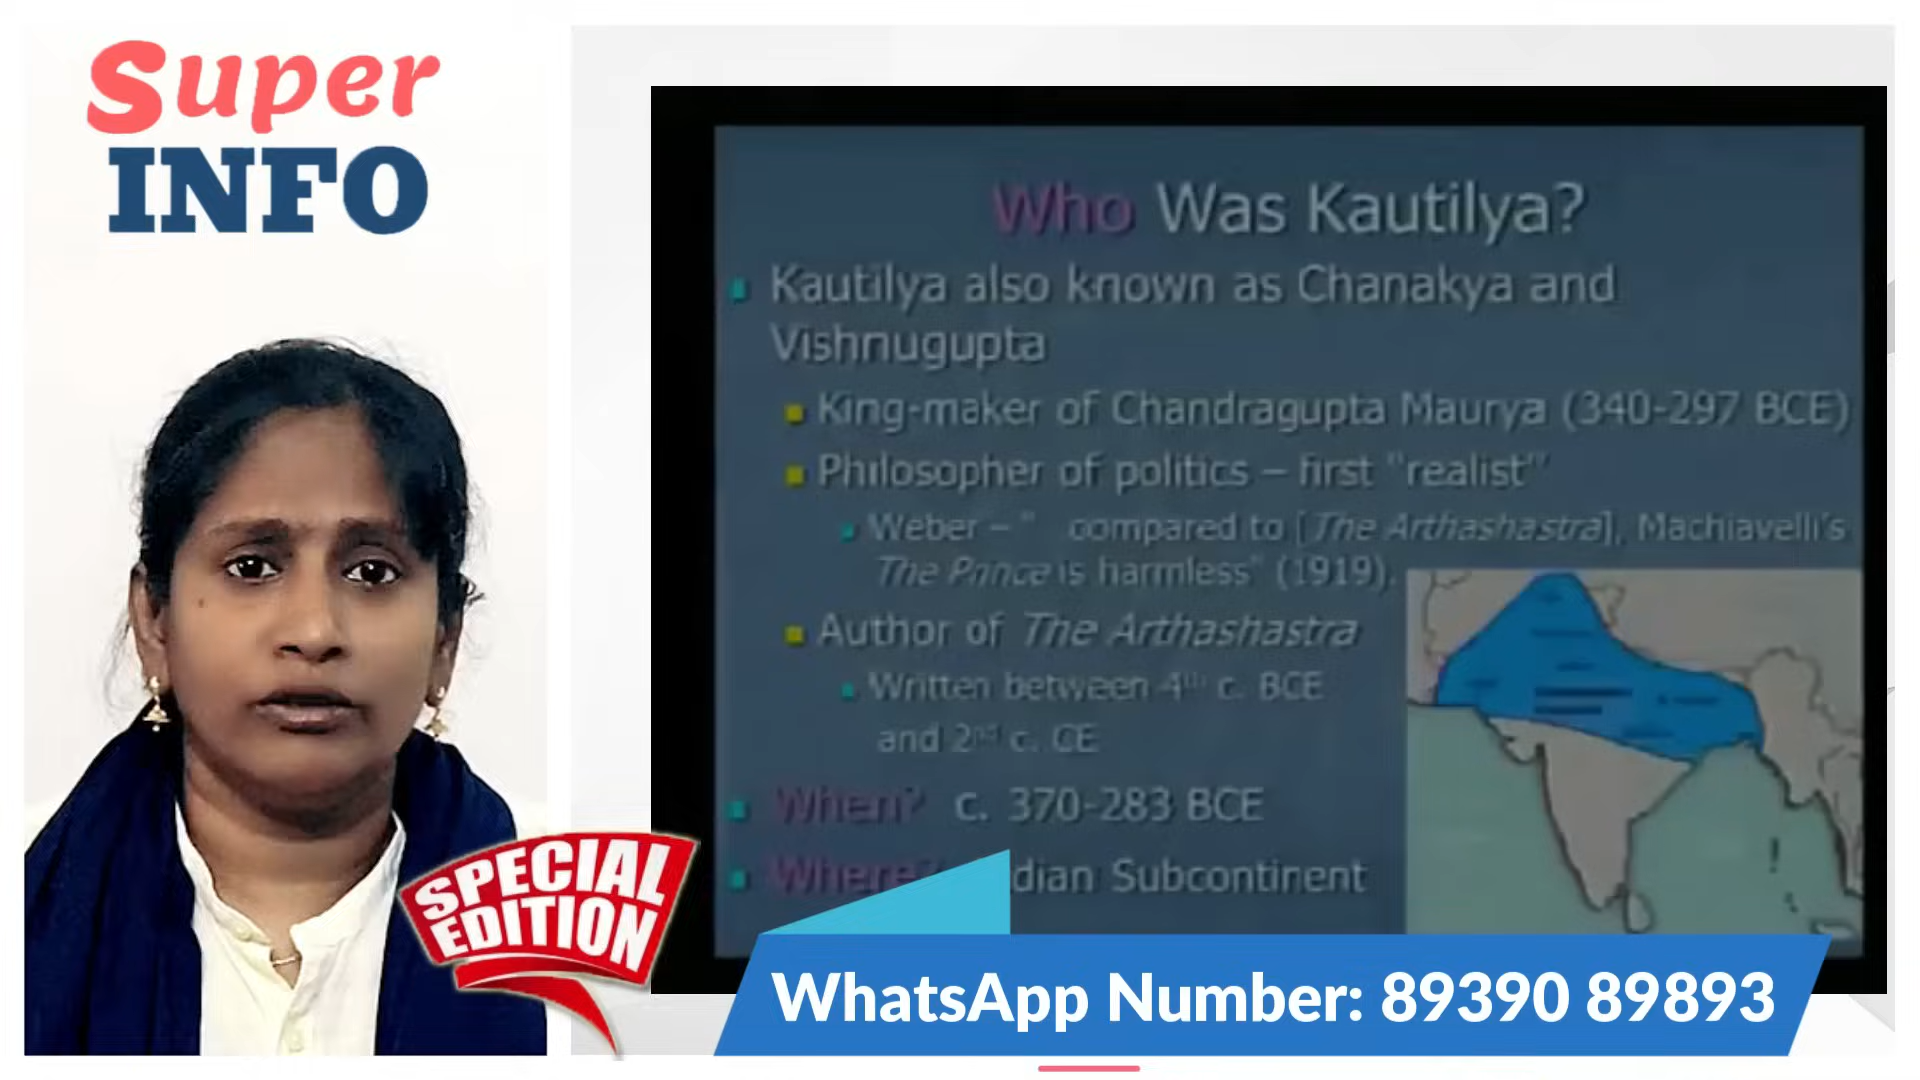 Super
INFO
Who Was Kautilya?
Kautilya also known as Chanakya and
Vishnugupta
King-maker of Chandragupta Maurya (340-297 BCE)
Philosopher of politics – first "realist"
Weber – " compared to [The Arthashastra], Machiavelli's
The Prince is harmless" (1919).
Author of The Arthashastra
Written between 4th c. BCE
and 2nd c. CE
When? c. 370-283 BCE
Where? dian Subcontinent
SPECIAL
EDITION
WhatsApp Number: 89390 89893